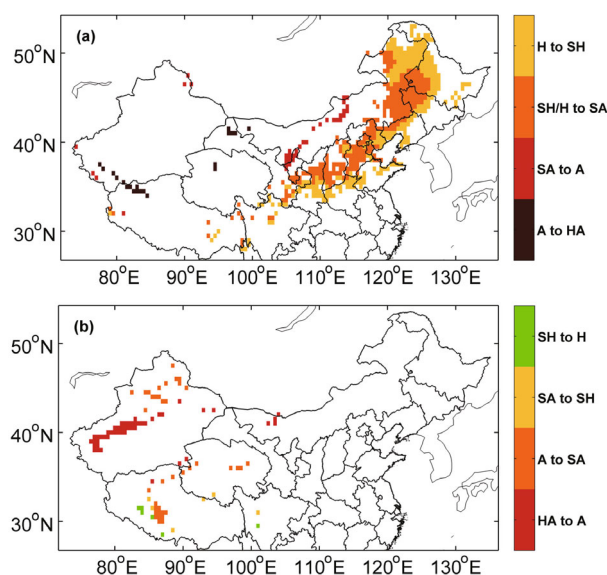 (a)
50°N
40°N
30°N
80°E 90°E 100°E 110°E 120°E 130°E
H to SH
SH/H to SA
SA to A
A to HA
(b)
50°N
40°N
30°N
80°E 90°E 100°E 110°E 120°E 130°E
SH to H
SA to SH
A to SA
HA to A